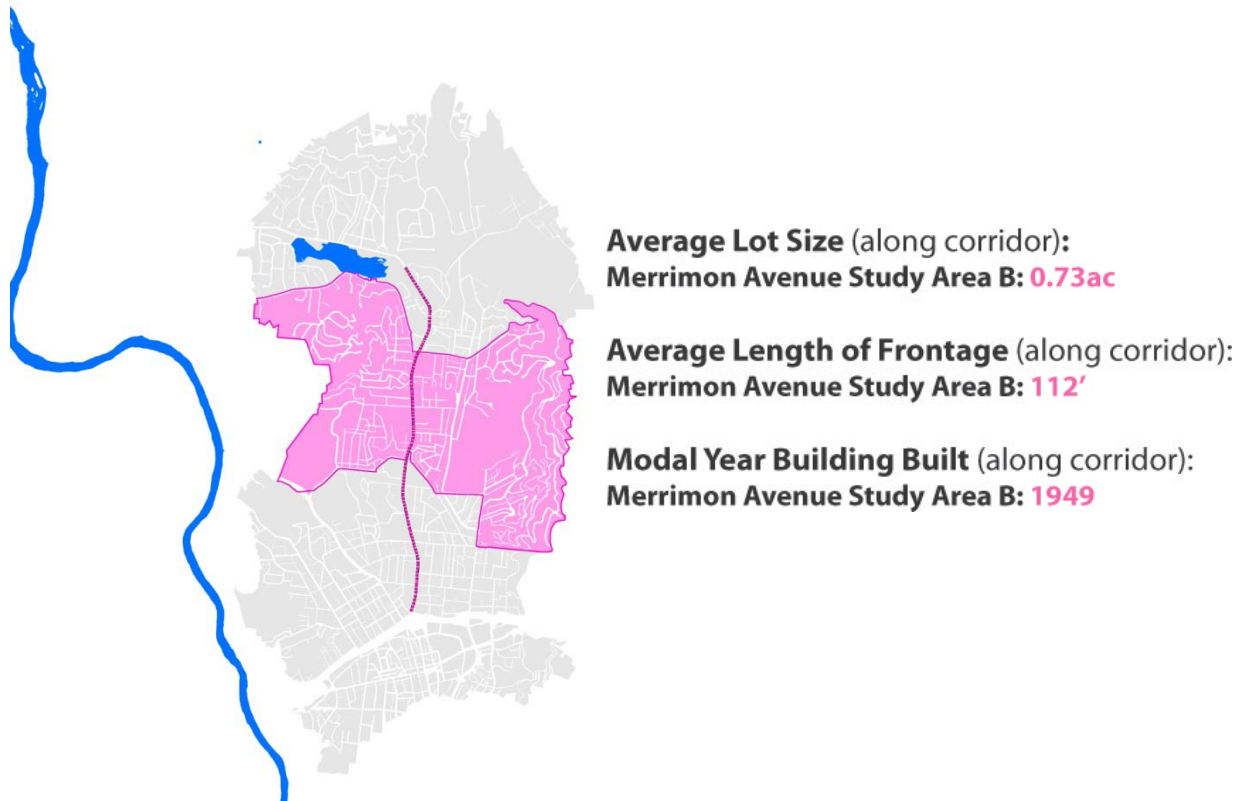 Average Lot Size (along corridor):
Merrimon Avenue Study Area B: 0.73ac
Average Length of Frontage (along corridor):
Merrimon Avenue Study Area B: 112′
Modal Year Building Built (along corridor):
Merrimon Avenue Study Area B: 1949